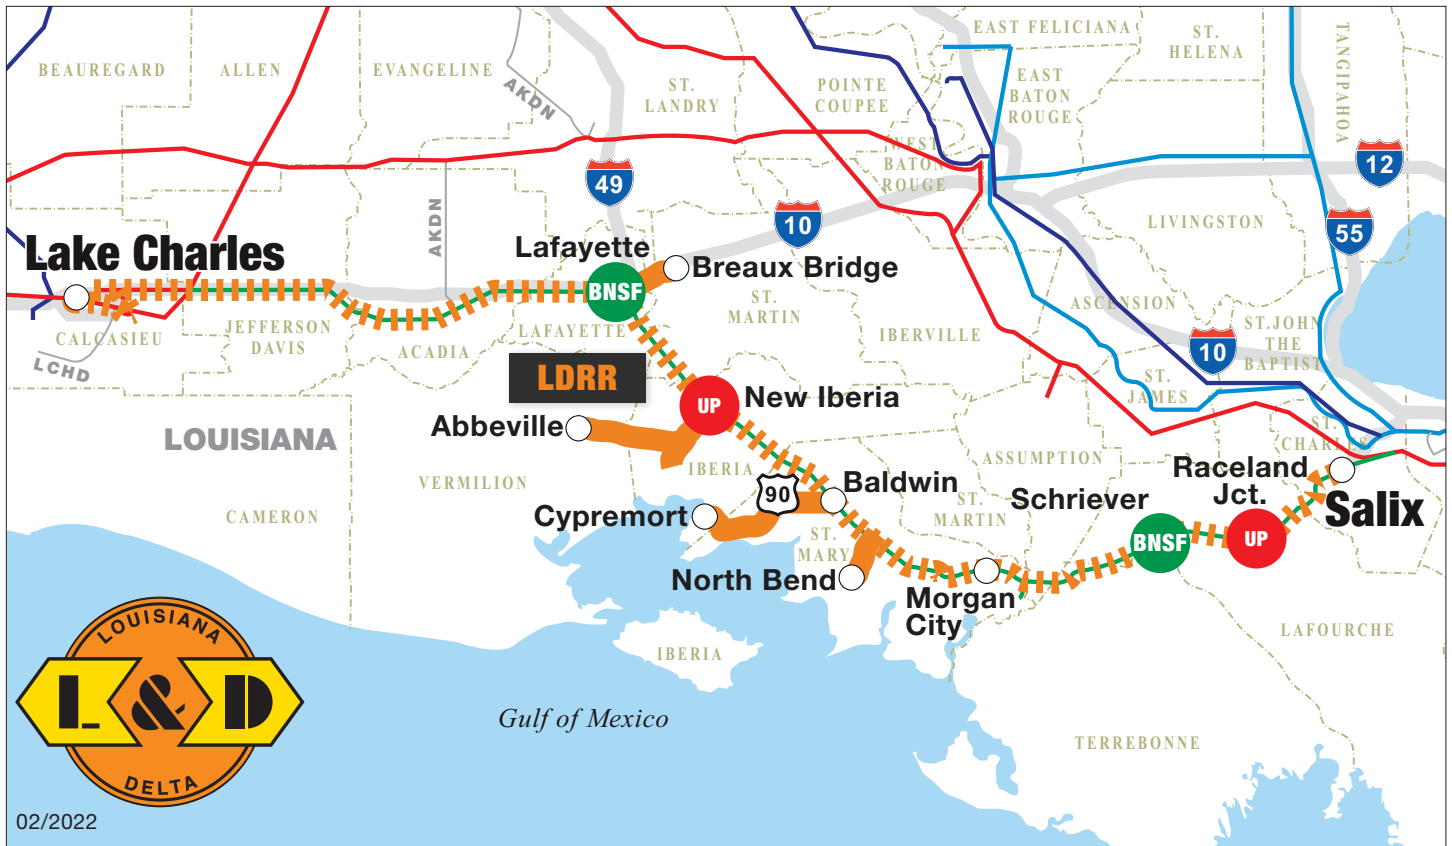 EAST FELICIANA
ST.
HELENA
TANGIPAHOA
BEAUREGARD
ALLEN
EVANGELINE
AKDN
ST.
LANDRY
POINTE
COUPEE
EAST
BATON
ROUGE
WEST
BATON
ROUGE
12
49
10
55
AKDN
LIVINGSTON
Lake Charles
Lafayette
BNSF
Breaux Bridge
CALCASIEU
LCHD
JEFFERSON
DAVIS
ACADIA
LAFAYETTE
ST.
MARTIN
IBERVILLE
ASCENSION
ST.JOHN
THE
BAPTIST
10
LDRR
UP
New Iberia
ST.
JAMES
Abbeville
LOUISIANA
ST.
CHARLES
VERMILION
IBERIA
ASSUMPTION
Raceland
Jct.
90
Baldwin
Schriever
Salix
CAMERON
Cypremort
ST.
MARTIN
ST.
MARY
BNSF
UP
North Bend
Morgan
City
LAFOURCHE
IBERIA
LOUISIANA
L & D
DELTA
Gulf of Mexico
TERREBONNE
02/2022